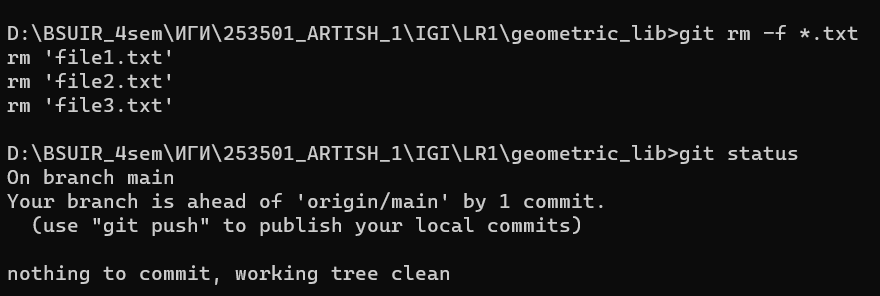 D:\BSUIR_4sem\ИГИ\253501_ARTISH_1\IGI\LR1\geometric_lib>git rm -f *.txt
rm 'file1.txt'
rm 'file2.txt'
rm 'file3.txt'
D:\BSUIR_4sem\ИГИ\253501_ARTISH_1\IGI\LR1\geometric_lib>git status
On branch main
Your branch is ahead of 'origin/main' by 1 commit.
  (use "git push" to publish your local commits)
nothing to commit, working tree clean